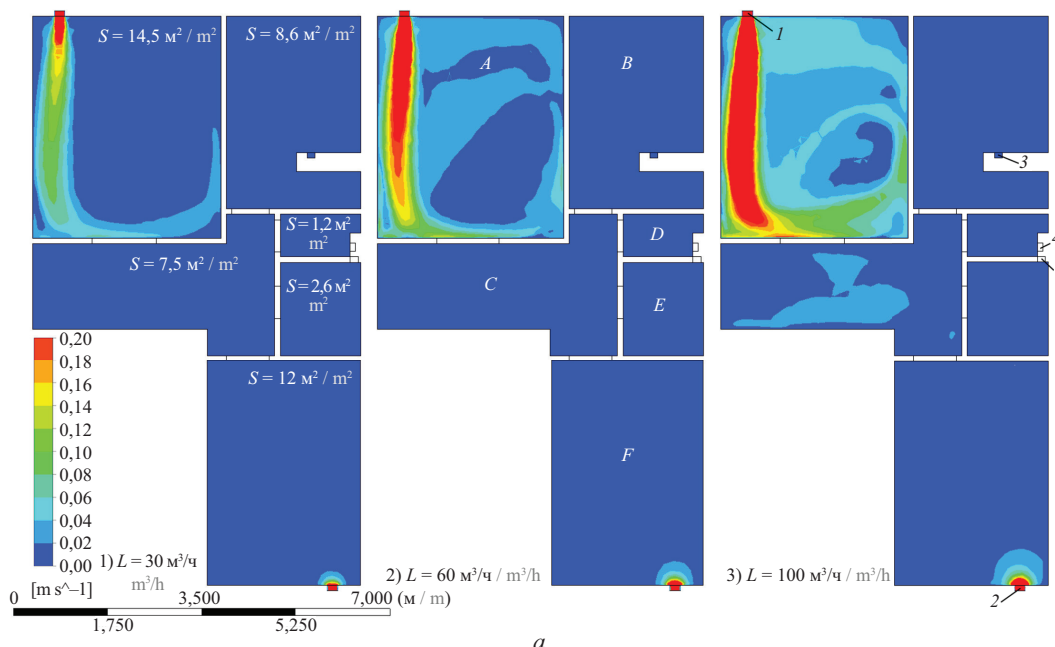 S = 14,5 м² / m²
S = 8,6 м² / m²
S = 1,2 м²
m²
S = 7,5 м² / m²
S = 2,6 м²
m²
S = 12 м² / m²
A
B
C
D
E
F
1
3
2
0,20
0,18
0,16
0,14
0,12
0,10
0,08
0,06
0,04
0,02
0,00
[m s^–1]
1) L = 30 м³/ч
m³/h
2) L = 60 м³/ч / m³/h
3) L = 100 м³/ч / m³/h
0 3,500 7,000 (м / m)
1,750 5,250
a